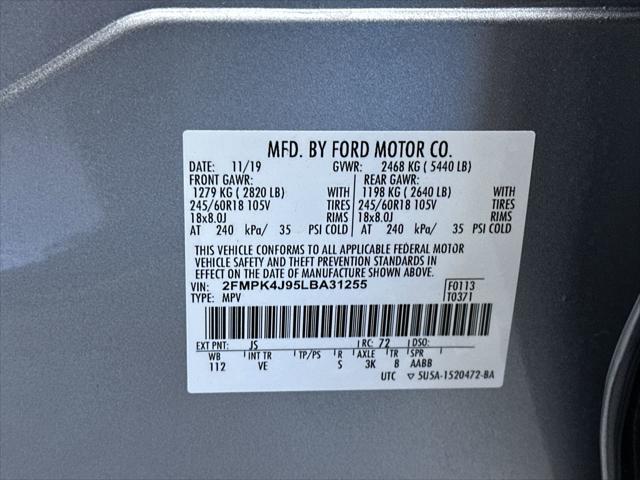 MFD. BY FORD MOTOR CO.
DATE: 11/19 GVWR: 2468 KG ( 5440 LB)
FRONT GAWR: REAR GAWR:
1279 KG ( 2820 LB) WITH 1198 KG ( 2640 LB) WITH
245/60R18 105V TIRES 245/60R18 105V TIRES
18x8.0J RIMS 18x8.0J RIMS
AT 240 kPa/ 35 PSI COLD AT 240 kPa/ 35 PSI COLD
THIS VEHICLE CONFORMS TO ALL APPLICABLE FEDERAL MOTOR
VEHICLE SAFETY AND THEFT PREVENTION STANDARDS IN
EFFECT ON THE DATE OF MANUFACTURE SHOWN ABOVE.
VIN: 2FMPK4J95LBA31255 F0113
TYPE: MPV T0371
EXT PNT: JS RC: 72 DSO:
WB INT TR TP/PS R AXLE TR SPR
112 VE S 3K 8 AABB
UTC ▽ 5U5A-1520472-BA